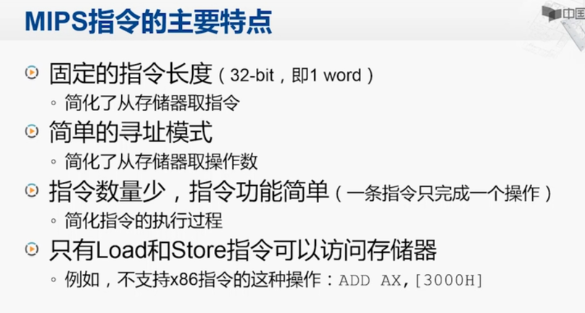 MIPS指令的主要特点
中国
固定的指令长度（32-bit，即1 word）
简化了从存储器取指令
简单的寻址模式
简化了从存储器取操作数
指令数量少，指令功能简单（一条指令只完成一个操作）
简化指令的执行过程
只有Load和Store指令可以访问存储器
例如，不支持x86指令的这种操作：ADD AX,[3000H]